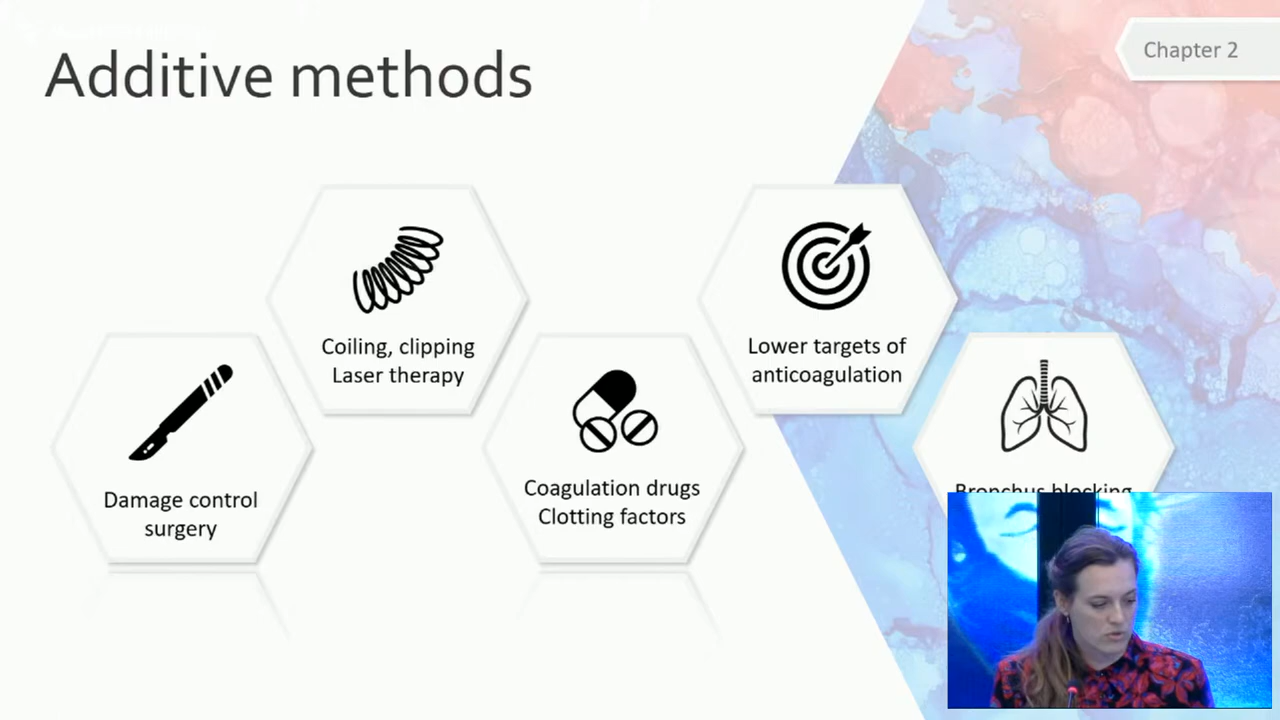 Additive methods
Chapter 2
Damage control
surgery
Coiling, clipping
Laser therapy
Coagulation drugs
Clotting factors
Lower targets of
anticoagulation
Bronchus blocking